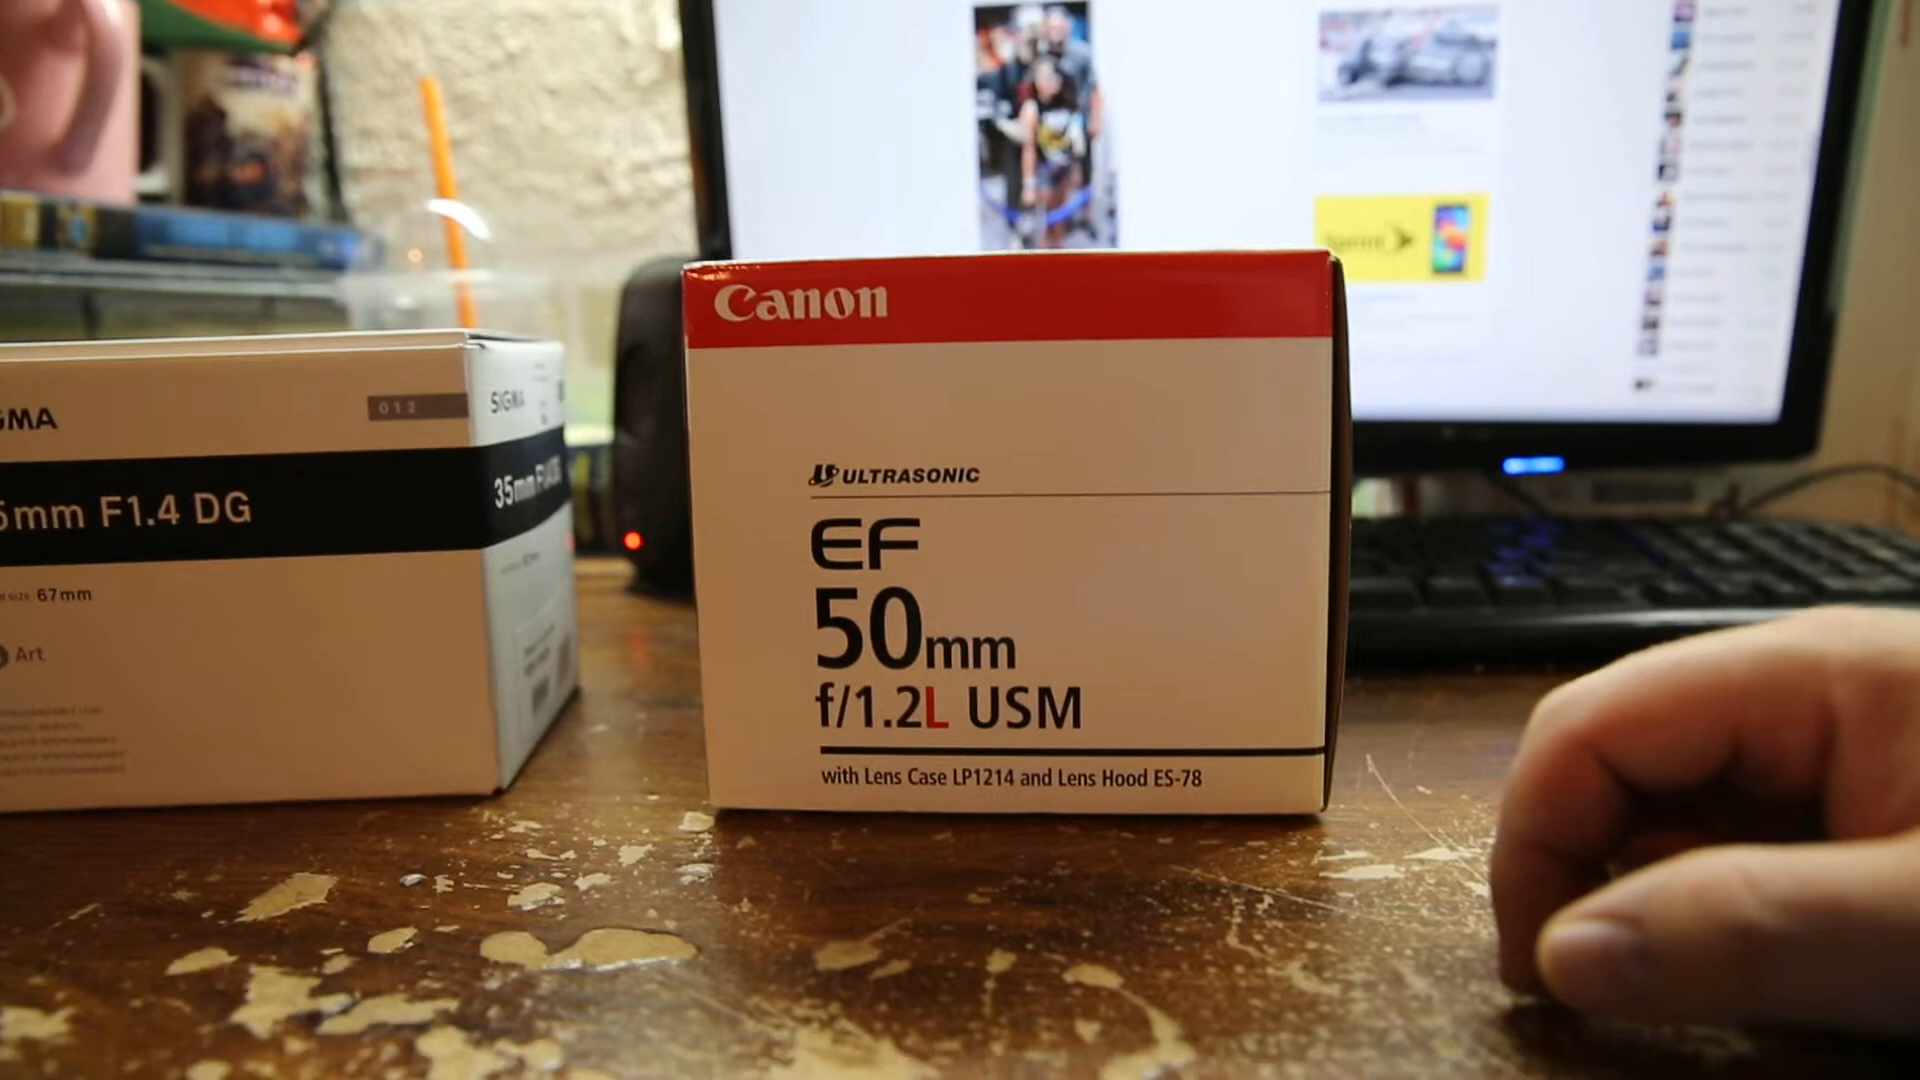 Canon
ULTRASONIC
EF
50mm
f/1.2L USM
with Lens Case LP1214 and Lens Hood ES-78
GMA
012
5mm F1.4 DG
67mm
Art
SIGMA
35mm
Sprint